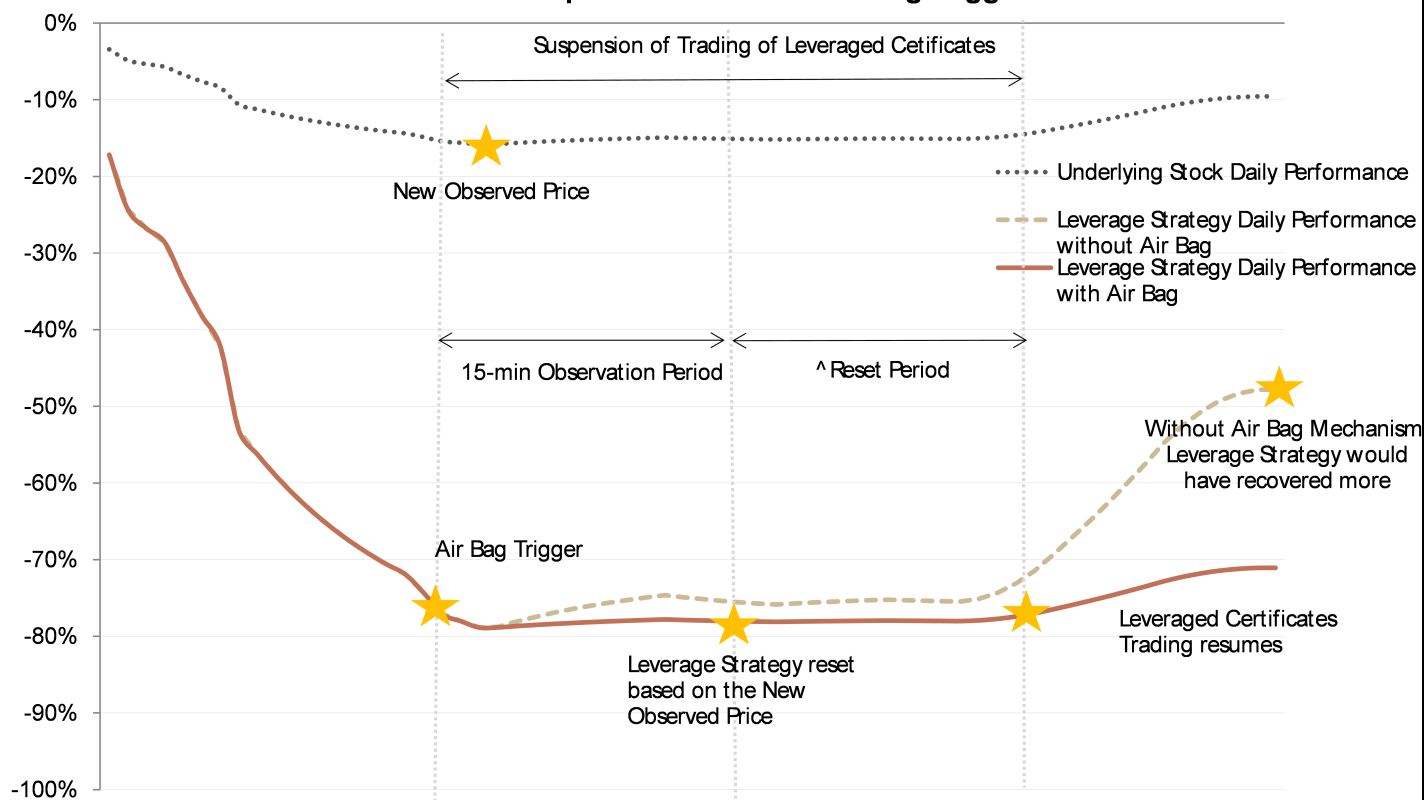 0%
-10%
-20%
-30%
-40%
-50%
-60%
-70%
-80%
-90%
-100%
Suspension of Trading of Leveraged Cetificates
New Observed Price
Underlying Stock Daily Performance
Leverage Strategy Daily Performance
without Air Bag
Leverage Strategy Daily Performance
with Air Bag
15-min Observation Period
^Reset Period
Without Air Bag Mechanism
Leverage Strategy would
have recovered more
Air Bag Trigger
Leveraged Certificates
Trading resumes
Leverage Strategy reset
based on the New
Observed Price